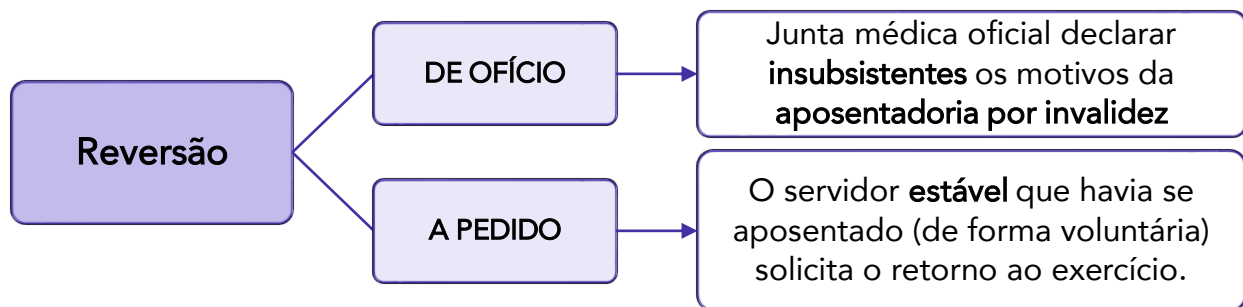 Reversão
DE OFÍCIO
Junta médica oficial declarar
insubsistentes os motivos da
aposentadoria por invalidez
A PEDIDO
O servidor estável que havia se
aposentado (de forma voluntária)
solicita o retorno ao exercício.